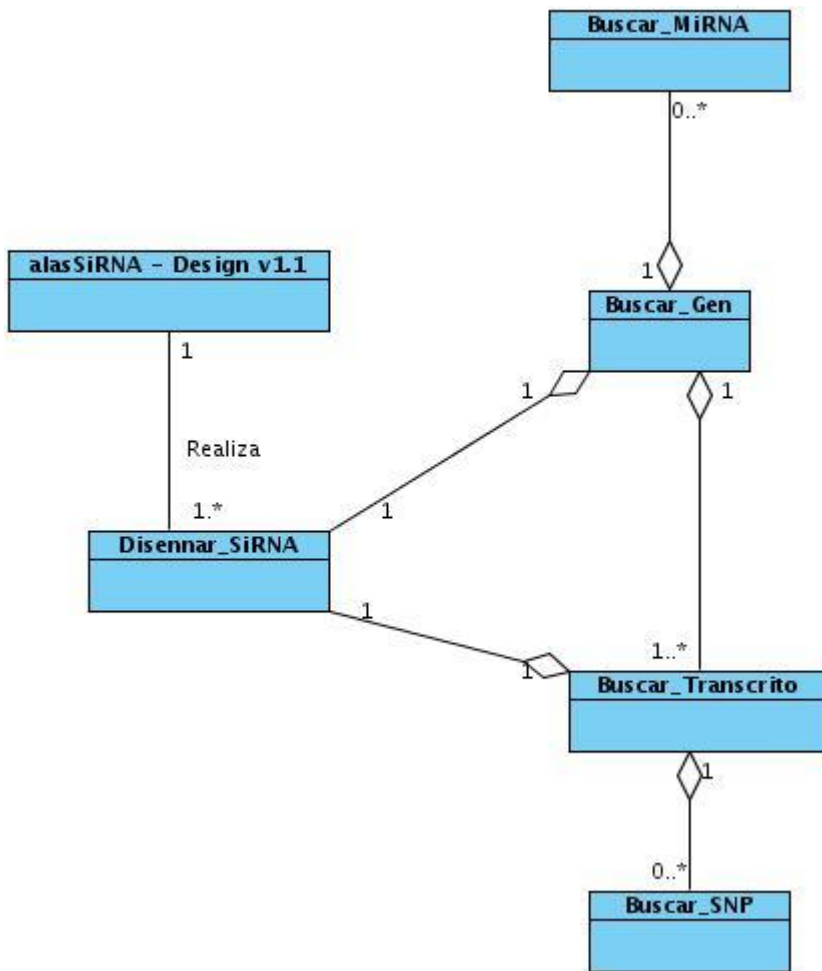 Buscar_MiRNA
0..*
alasSiRNA - Design v1.1
1
Buscar_Gen
1
1
1
Realiza
1.*
1
Disennar_SiRNA
1
1..*
1
Buscar_Transcrito
1
0..*
Buscar_SNP